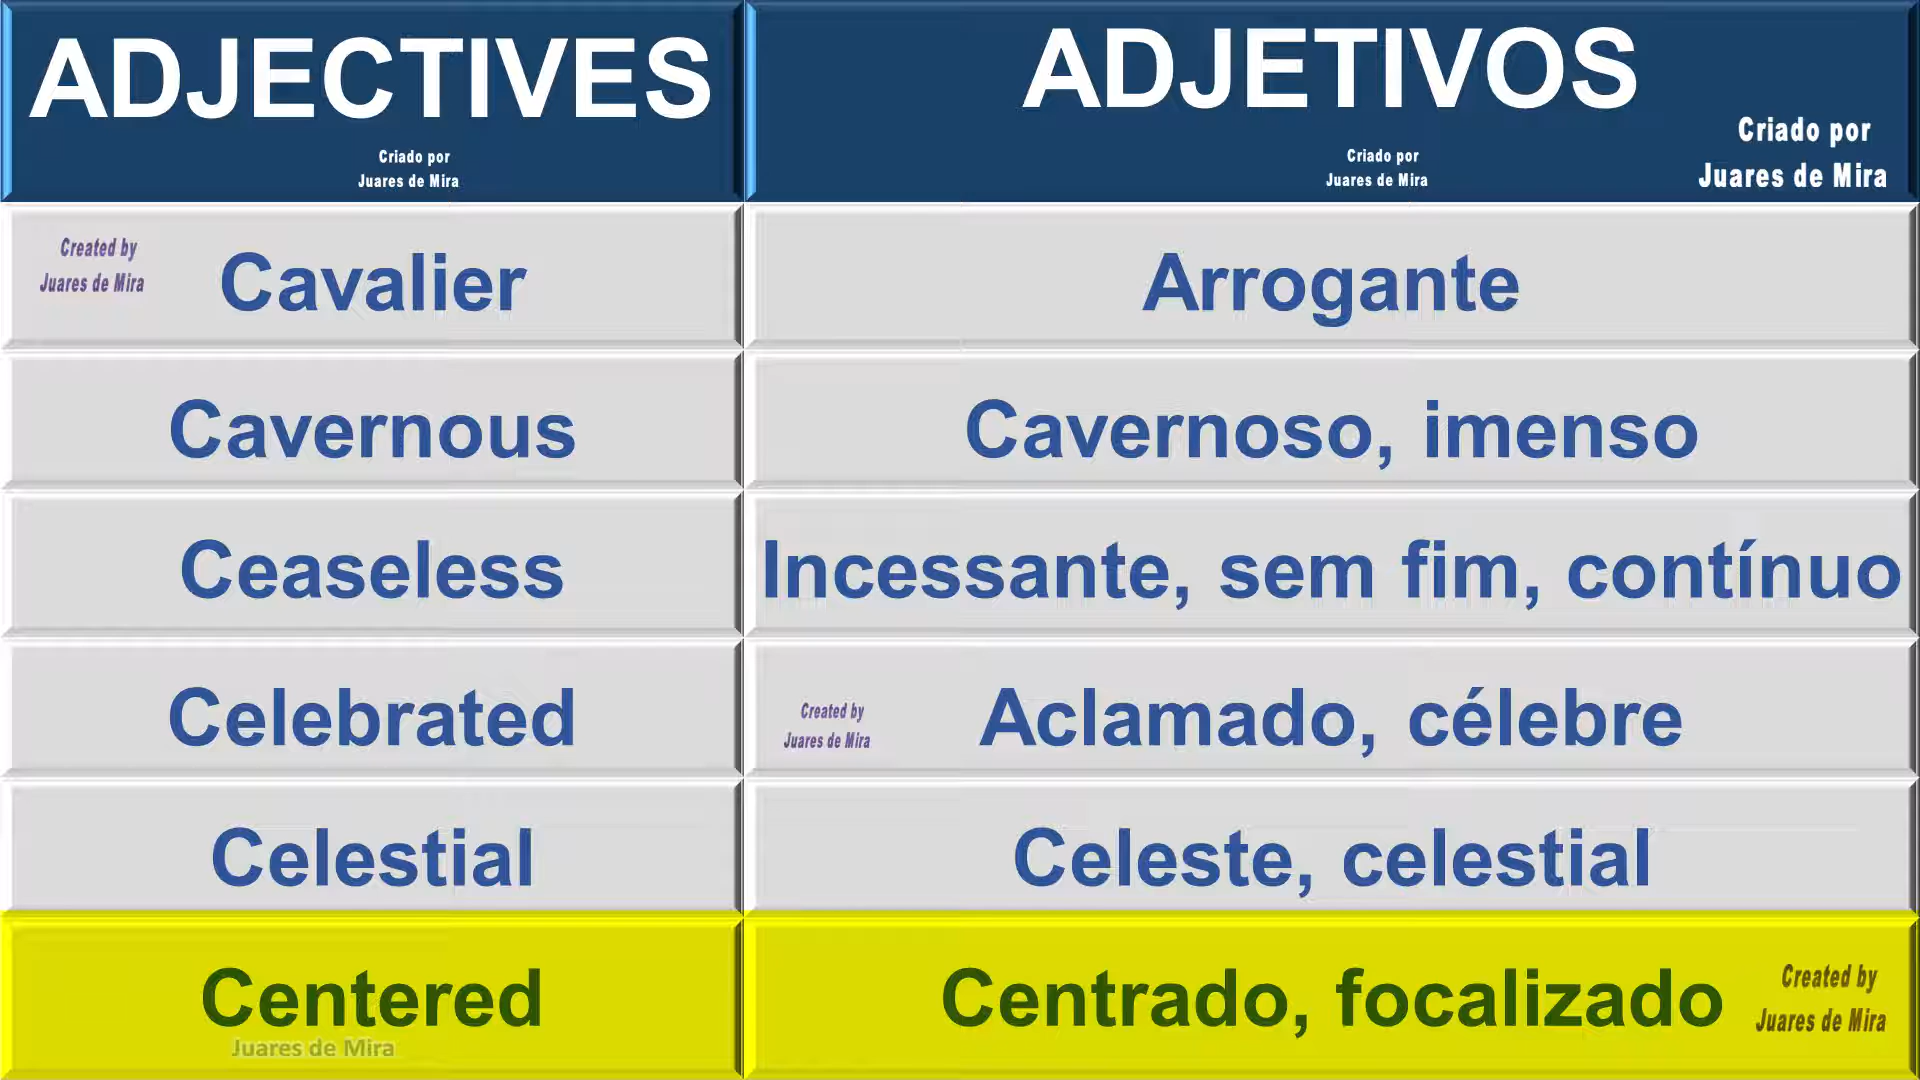 ADJECTIVES
Criado por
Juares de Mira
ADJETIVOS
Criado por
Juares de Mira
Criado por
Juares de Mira
Created by
Juares de Mira
Cavalier
Arrogante
Cavernous
Cavernoso, imenso
Ceaseless
Incessante, sem fim, contínuo
Celebrated
Created by
Juares de Mira
Aclamado, célebre
Celestial
Celeste, celestial
Centered
Juares de Mira
Centrado, focalizado
Created by
Juares de Mira